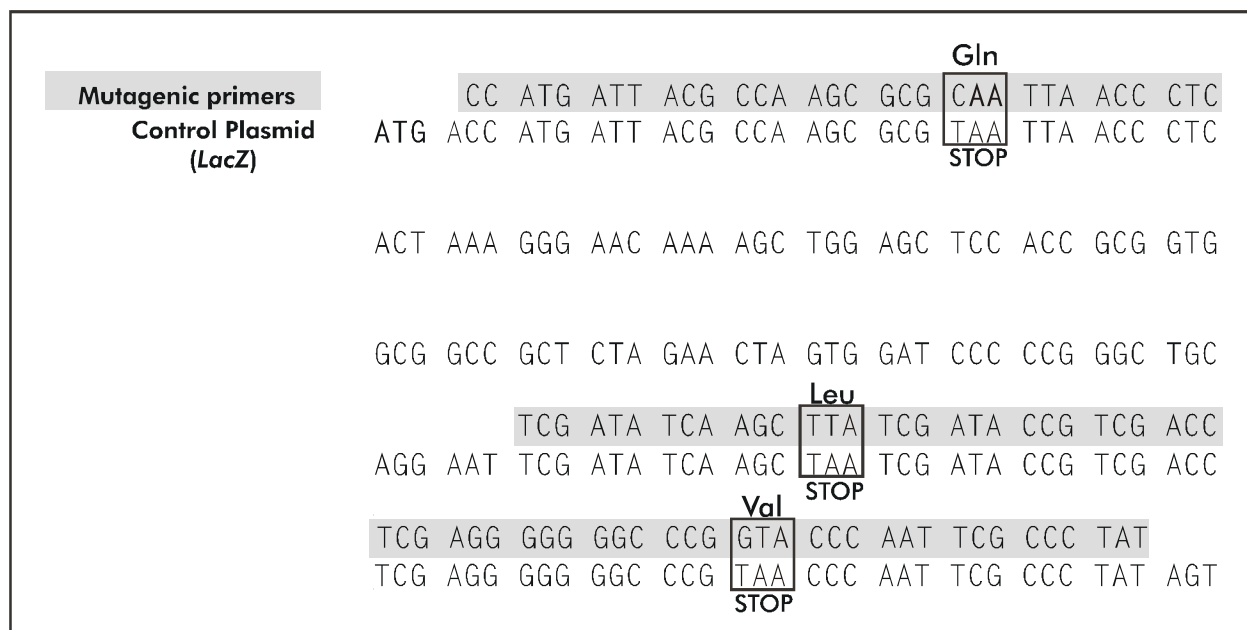 Gln
Mutagenic primers CC ATG ATT ACG CCA AGC GCG CAA TTA ACC CTC
Control Plasmid ATG ACC ATG ATT ACG CCA AGC GCG TAA TTA ACC CTC
(LacZ) STOP
ACT AAA GGG AAC AAA AGC TGG AGC TCC ACC GCG GTG
GCG GCC GCT CTA GAA CTA GTG GAT CCC CCG GGC TGC
Leu
TCG ATA TCA AGC TTA TCG ATA CCG TCG ACC
AGG AAT TCG ATA TCA AGC TAA TCG ATA CCG TCG ACC
STOP
Val
TCG AGG GGG GGC CCG GTA CCC AAT TCG CCC TAT
TCG AGG GGG GGC CCG TAA CCC AAT TCG CCC TAT AGT
STOP